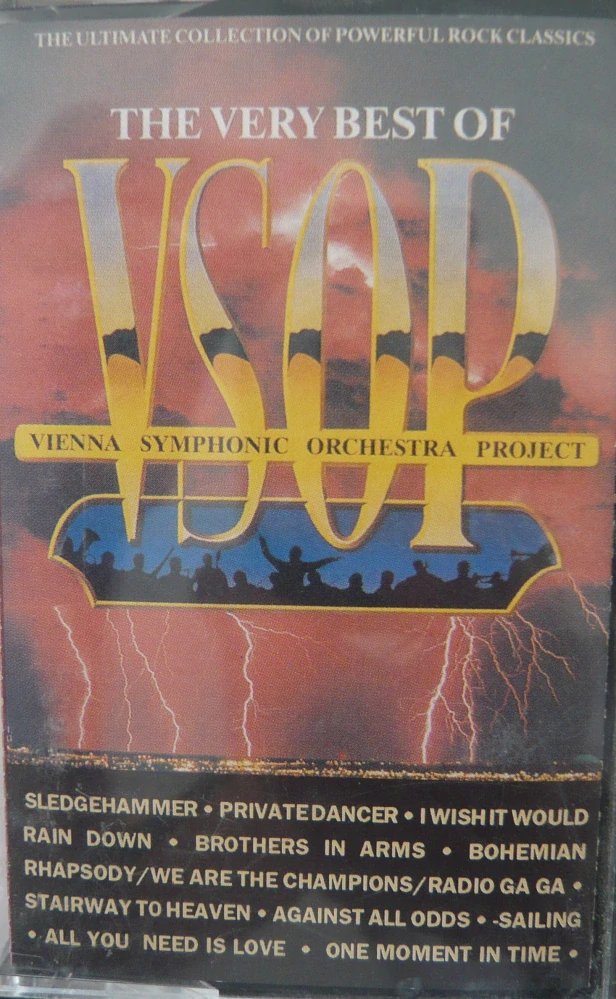 THE ULTIMATE COLLECTION OF POWERFUL ROCK CLASSICS
THE VERY BEST OF
VSOP
VIENNA SYMPHONIC ORCHESTRA PROJECT
SLEDGEHAMMER • PRIVATE DANCER • I WISH IT WOULD
RAIN DOWN • BROTHERS IN ARMS • BOHEMIAN
RHAPSODY/WE ARE THE CHAMPIONS/RADIO GA GA •
STAIRWAY TO HEAVEN • AGAINST ALL ODDS • -SAILING
• ALL YOU NEED IS LOVE • ONE MOMENT IN TIME •